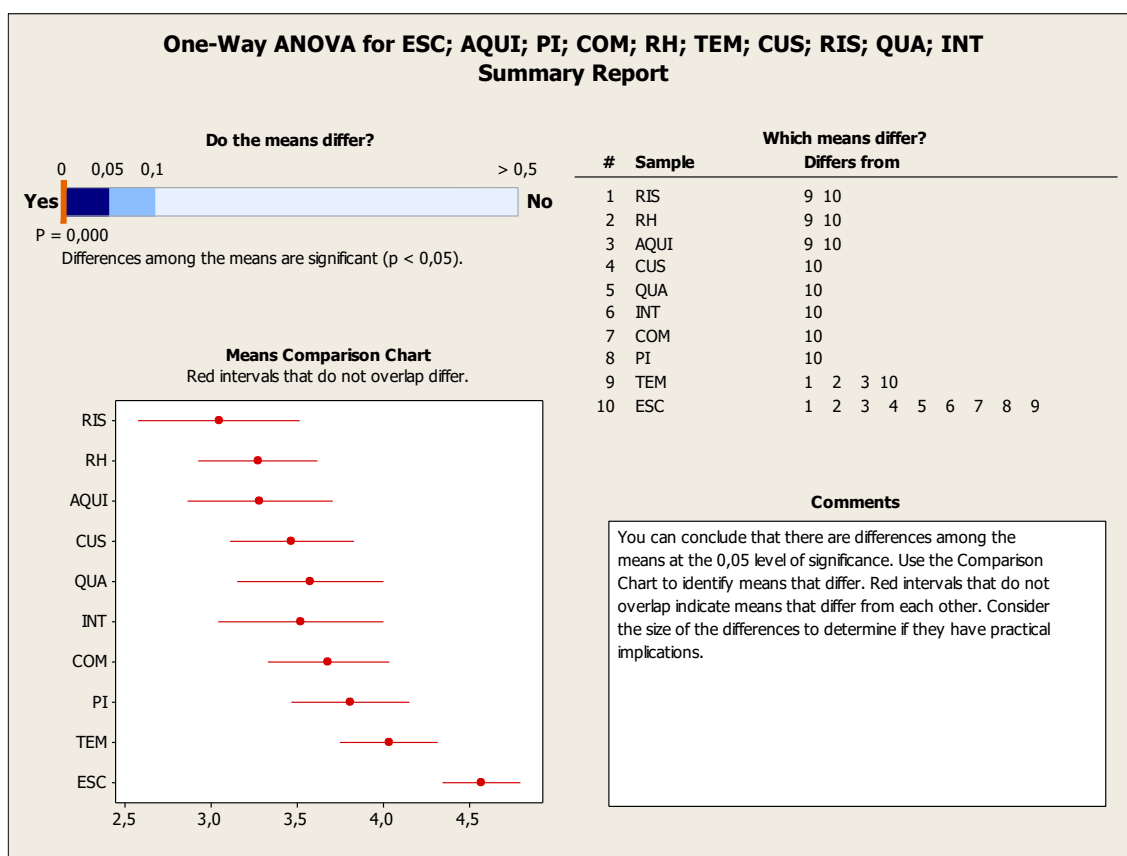 One-Way ANOVA for ESC; AQUI; PI; COM; RH; TEM; CUS; RIS; QUA; INT
Summary Report
Do the means differ?
0 0,05 0,1 > 0,5
Yes No
P = 0,000
Differences among the means are significant (p < 0,05).
Which means differ?
# Sample Differs from
1 RIS 9 10
2 RH 9 10
3 AQUI 9 10
4 CUS 10
5 QUA 10
6 INT 10
7 COM 10
8 PI 10
9 TEM 1 2 3 10
10 ESC 1 2 3 4 5 6 7 8 9
Means Comparison Chart
Red intervals that do not overlap differ.
RIS
RH
AQUI
CUS
QUA
INT
COM
PI
TEM
ESC
2,5 3,0 3,5 4,0 4,5
Comments
You can conclude that there are differences among the
means at the 0,05 level of significance. Use the Comparison
Chart to identify means that differ. Red intervals that do not
overlap indicate means that differ from each other. Consider
the size of the differences to determine if they have practical
implications.